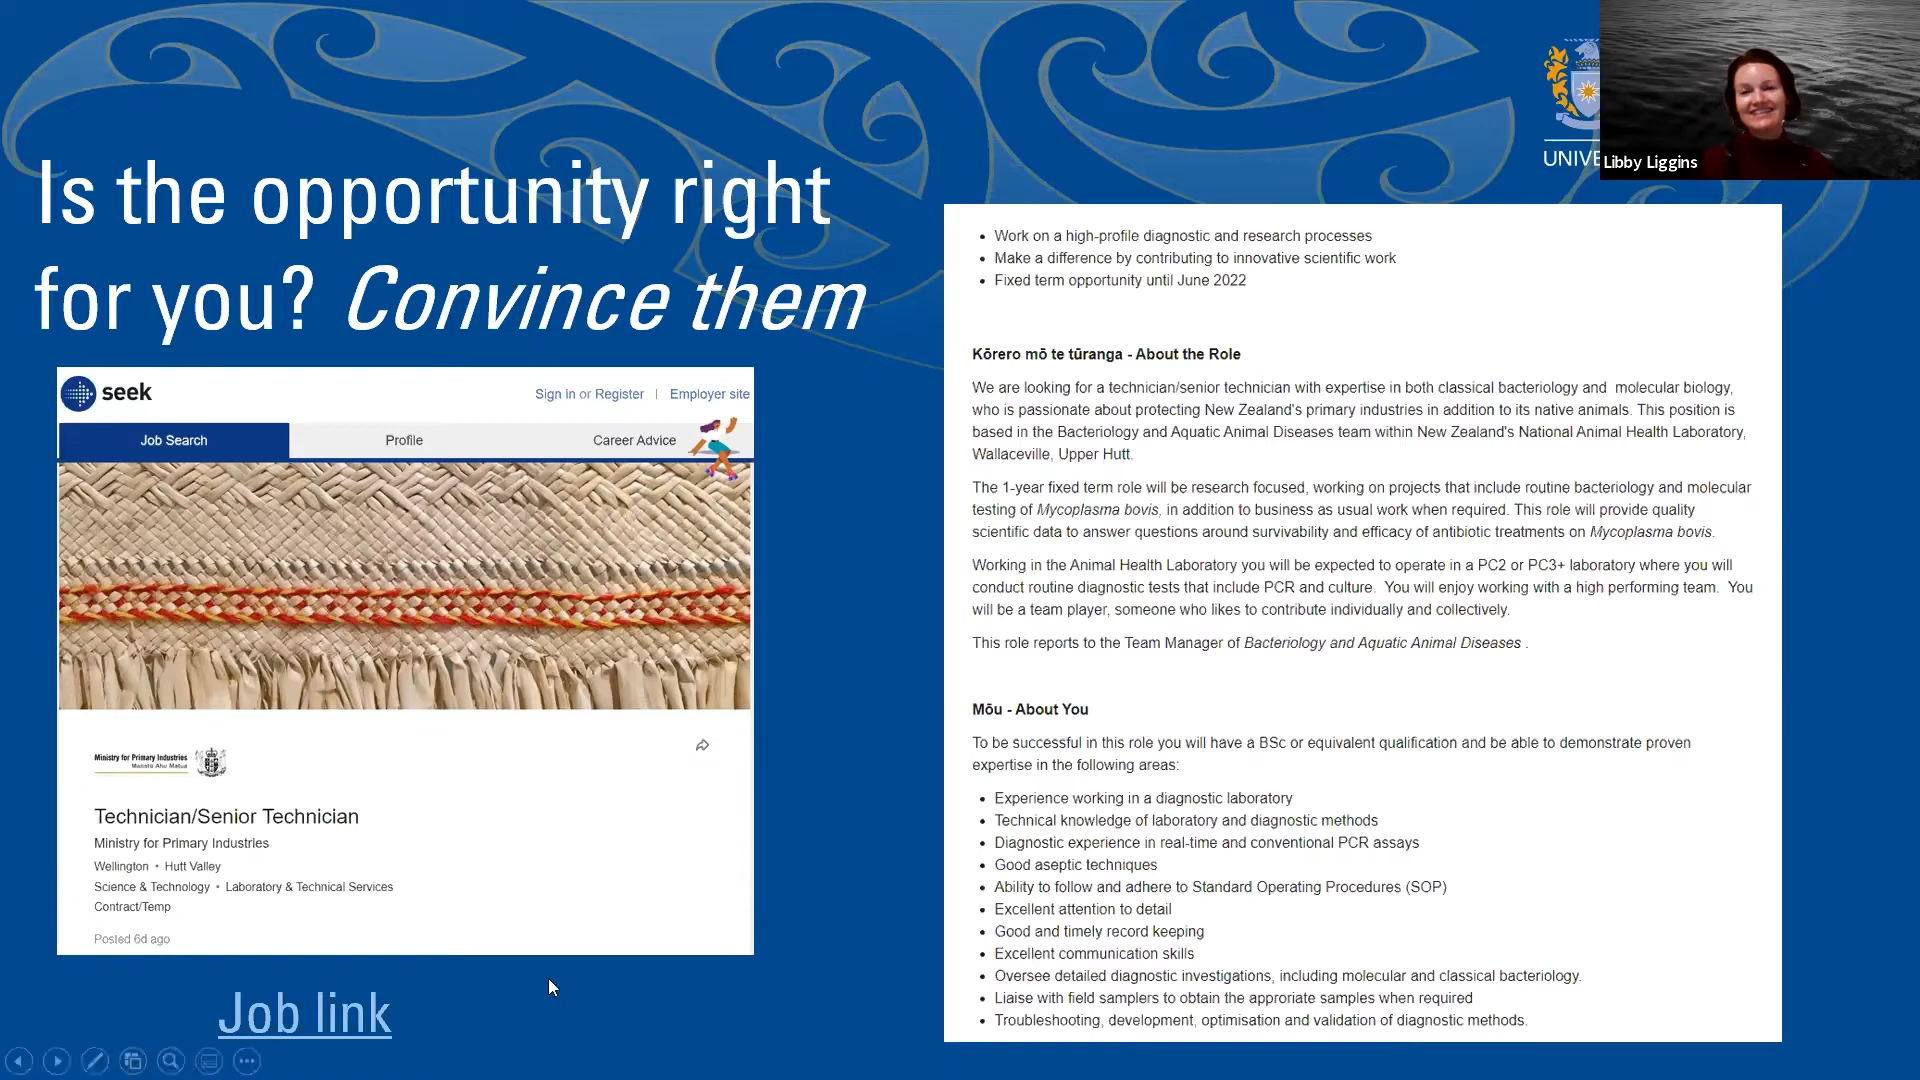 Is the opportunity right
for you? Convince them
UNIVE
Libby Liggins
seek
Sign In or Register | Employer site
Job Search
Profile
Career Advice
Ministry for Primary Industries
Manatū Ahu Matua
Technician/Senior Technician
Ministry for Primary Industries
Wellington • Hutt Valley
Science & Technology • Laboratory & Technical Services
Contract/Temp
Posted 6d ago
Job link
• Work on a high-profile diagnostic and research processes
• Make a difference by contributing to innovative scientific work
• Fixed term opportunity until June 2022
Kōrero mō te tūranga - About the Role
We are looking for a technician/senior technician with expertise in both classical bacteriology and molecular biology,
who is passionate about protecting New Zealand's primary industries in addition to its native animals. This position is
based in the Bacteriology and Aquatic Animal Diseases team within New Zealand's National Animal Health Laboratory,
Wallaceville, Upper Hutt.
The 1-year fixed term role will be research focused, working on projects that include routine bacteriology and molecular
testing of Mycoplasma bovis, in addition to business as usual work when required. This role will provide quality
scientific data to answer questions around survivability and efficacy of antibiotic treatments on Mycoplasma bovis.
Working in the Animal Health Laboratory you will be expected to operate in a PC2 or PC3+ laboratory where you will
conduct routine diagnostic tests that include PCR and culture. You will enjoy working with a high performing team. You
will be a team player, someone who likes to contribute individually and collectively.
This role reports to the Team Manager of Bacteriology and Aquatic Animal Diseases .
Mōu - About You
To be successful in this role you will have a BSc or equivalent qualification and be able to demonstrate proven
expertise in the following areas:
• Experience working in a diagnostic laboratory
• Technical knowledge of laboratory and diagnostic methods
• Diagnostic experience in real-time and conventional PCR assays
• Good aseptic techniques
• Ability to follow and adhere to Standard Operating Procedures (SOP)
• Excellent attention to detail
• Good and timely record keeping
• Excellent communication skills
• Oversee detailed diagnostic investigations, including molecular and classical bacteriology.
• Liaise with field samplers to obtain the approriate samples when required
• Troubleshooting, development, optimisation and validation of diagnostic methods.